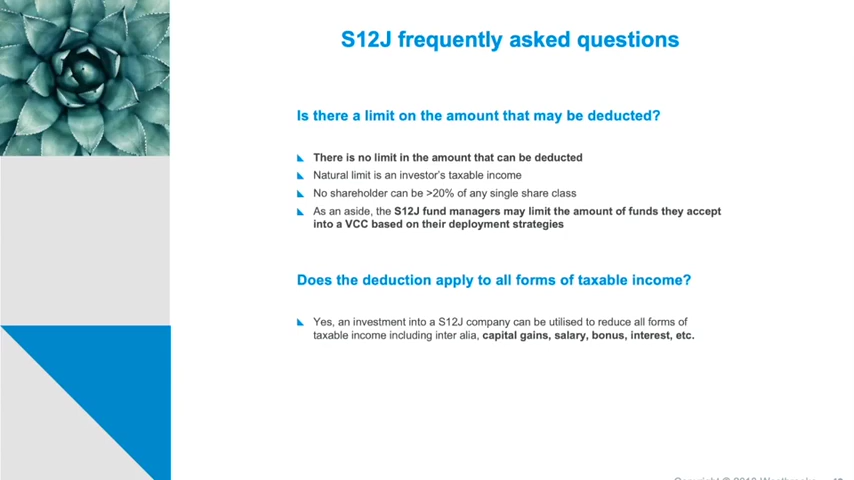 S12J frequently asked questions
Is there a limit on the amount that may be deducted?
There is no limit in the amount that can be deducted
Natural limit is an investor's taxable income
No shareholder can be >20% of any single share class
As an aside, the S12J fund managers may limit the amount of funds they accept
into a VCC based on their deployment strategies
Does the deduction apply to all forms of taxable income?
Yes, an investment into a S12J company can be utilised to reduce all forms of
taxable income including inter alia, capital gains, salary, bonus, interest, etc.
Copyright ©